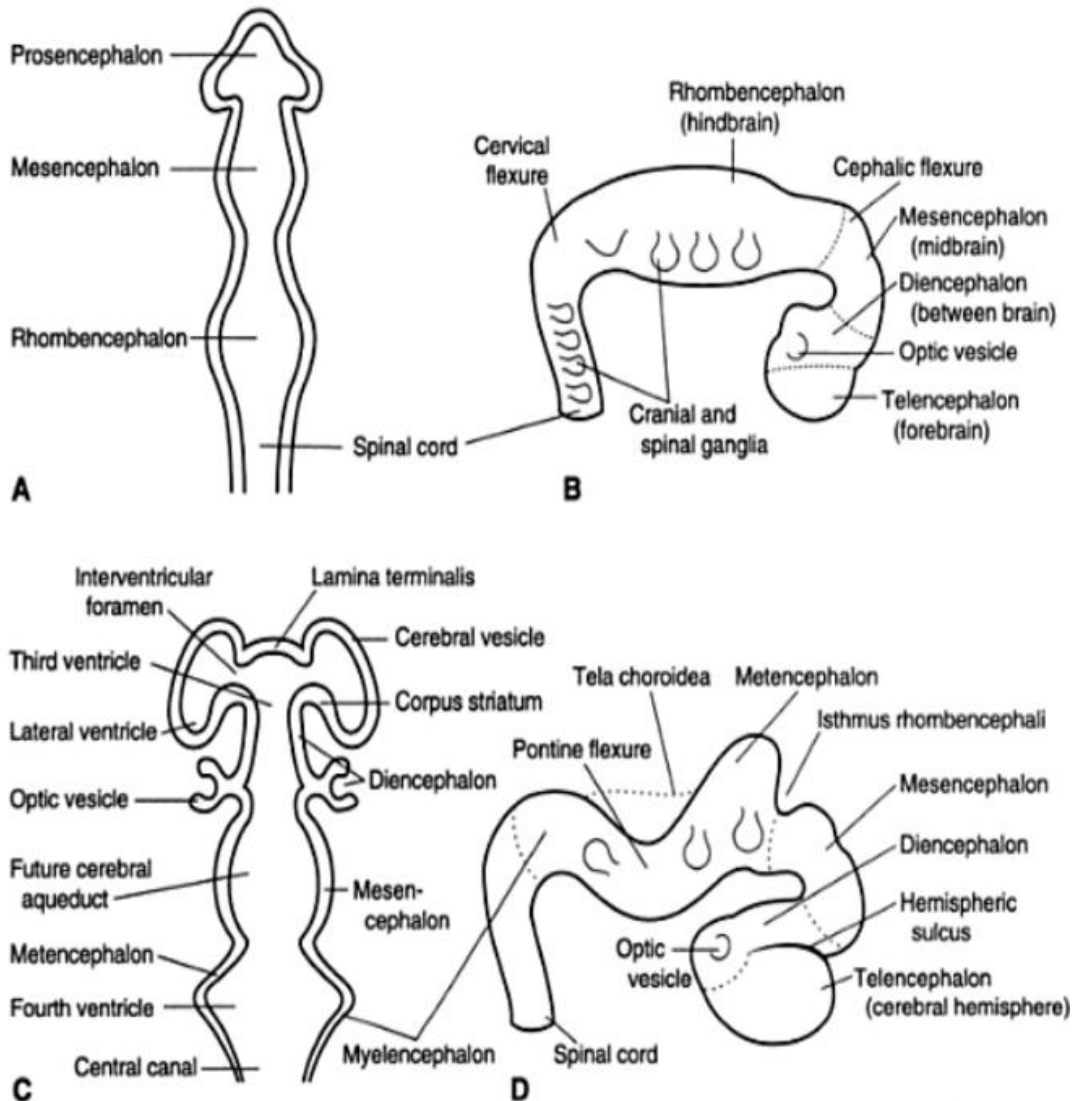 Prosencephalon
Mesencephalon
Rhombencephalon
Spinal cord
A
Rhombencephalon
(hindbrain)
Cervical
flexure
Cephalic flexure
Mesencephalon
(midbrain)
Diencephalon
(between brain)
Optic vesicle
Telencephalon
(forebrain)
Cranial and
spinal ganglia
B
Interventricular
foramen
Lamina terminalis
Third ventricle
Cerebral vesicle
Lateral ventricle
Corpus striatum
Optic vesicle
Diencephalon
Future cerebral
aqueduct
Mesen-
cephalon
Metencephalon
Fourth ventricle
Central canal
Myelencephalon
C
Tela choroidea
Metencephalon
Isthmus rhombencephali
Pontine flexure
Mesencephalon
Diencephalon
Hemispheric
sulcus
Optic
vesicle
Telencephalon
(cerebral hemisphere)
Spinal cord
D